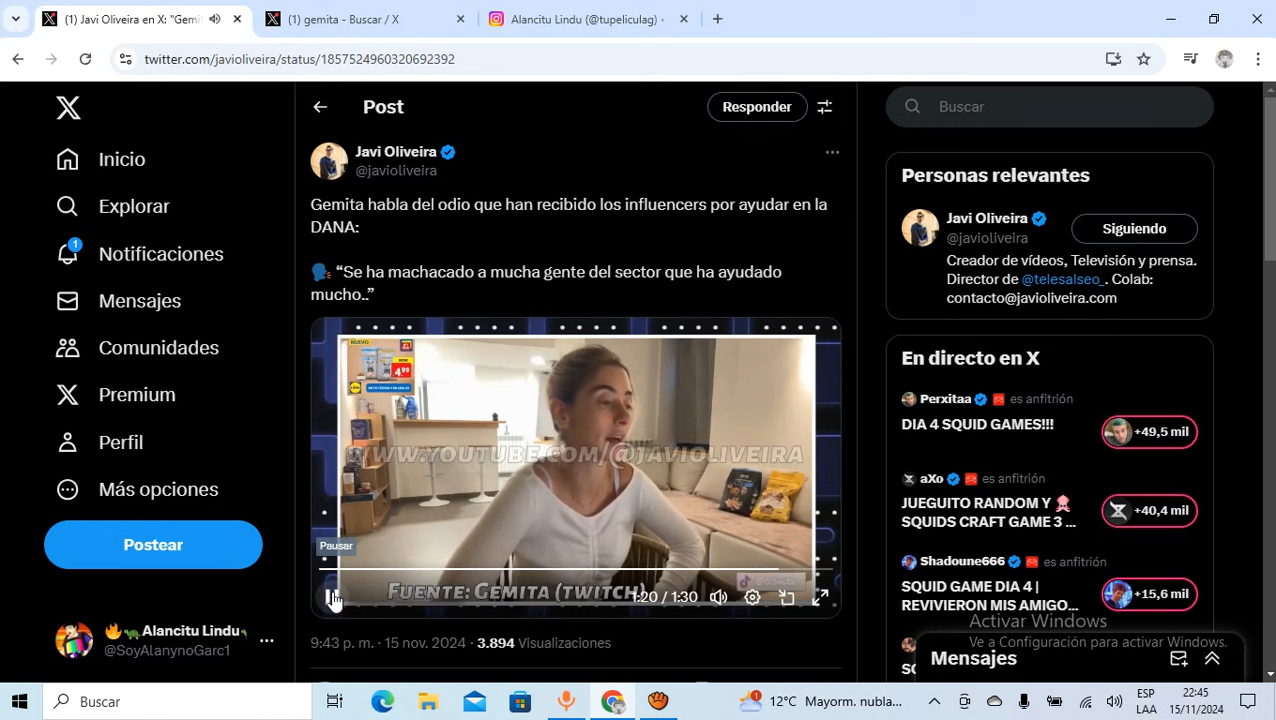 (1) Javi Oliveira en X: "Gemi
(1) gemita - Buscar / X
Alancitu Lindu (@tupeliculag) •
twitter.com/javioliveira/status/1857524960320692392
Inicio
Explorar
1
Notificaciones
Mensajes
Comunidades
Premium
Perfil
Más opciones
Postear
Alancitu Lindu
@SoyAlanynoGarc1
Post
Responder
Javi Oliveira
@javioliveira
Gemita habla del odio que han recibido los influencers por ayudar en la
DANA:
“Se ha machacado a mucha gente del sector que ha ayudado
mucho..”
NUEVO
4.99
WWW.YOUTUBE.COM/@JAVIOLIVEIRA
Pausar
FUENTE: GEMITA (TWITCH)
1:20 / 1:30
9:43 p. m. · 15 nov. 2024 · 3.894 Visualizaciones
Buscar
Personas relevantes
Javi Oliveira
@javioliveira
Siguiendo
Creador de vídeos, Televisión y prensa.
Director de @telesalseo_. Colab:
contacto@javioliveira.com
En directo en X
Perxitaa es anfitrión
DIA 4 SQUID GAMES!!!
+49,5 mil
aXo es anfitrión
JUEGUITO RANDOM Y
SQUIDS CRAFT GAME 3 ...
+40,4 mil
Shadoune666 es anfitrión
SQUID GAME DIA 4 |
REVIVIERON MIS AMIGO...
+15,6 mil
Activar Windows
Ve a Configuración para activar Windows.
Mensajes
Buscar
1
12°C Mayorm. nubla...
ESP
LAA
22:45
15/11/2024